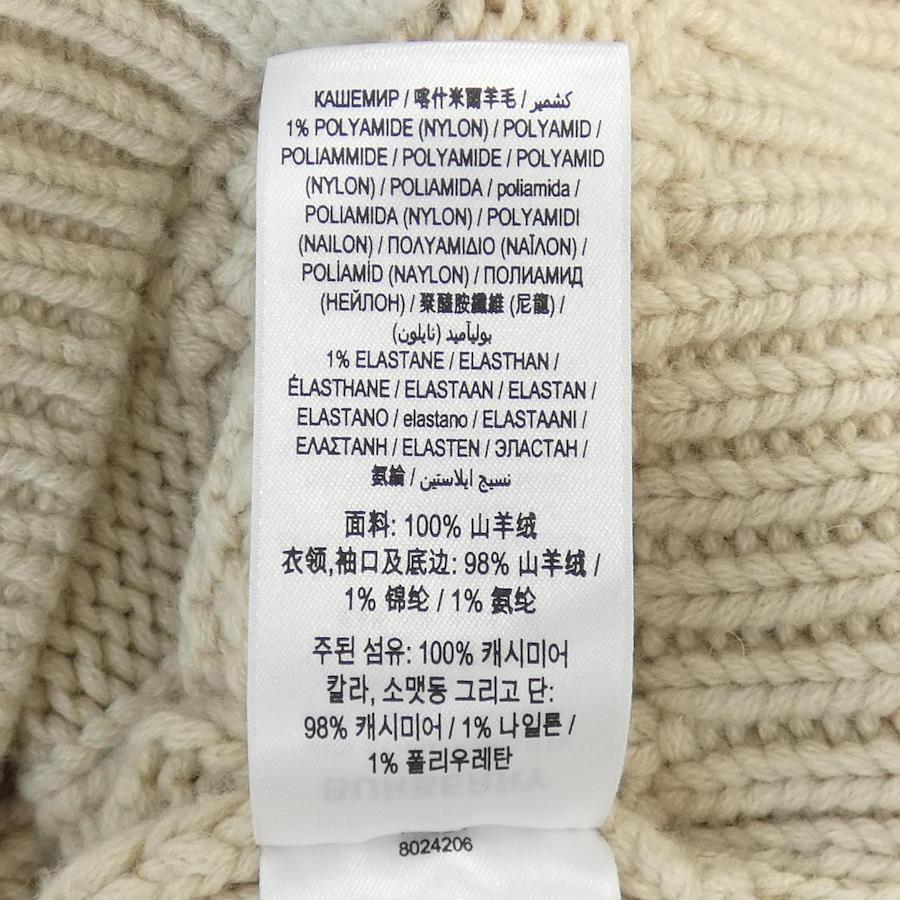 КАШЕМИР / 喀什米爾羊毛 / كشمير
1% POLYAMIDE (NYLON) / POLYAMID /
POLIAMMIDE / POLYAMIDE / POLYAMID
(NYLON) / POLIAMIDA / poliamida /
POLIAMIDA (NYLON) / POLYAMIDI
(NAILON) / ΠΟΛΥΑΜΙΔΙΟ (ΝΑΪΛΟΝ) /
POLİAMİD (NAYLON) / ПОЛИАМИД
(НЕЙЛОН) / 聚醯胺纖維 (尼龍) /
بوليآميد (نايلون)
1% ELASTANE / ELASTHAN /
ÉLASTHANE / ELASTAAN / ELASTAN /
ELASTANO / elastano / ELASTAANI /
ΕΛΑΣΤΑΝΗ / ELASTEN / ЭЛАСТАН /
氨綸 / نسيج ايلاستين
面料: 100% 山羊绒
衣领,袖口及底边: 98% 山羊绒 /
1% 锦纶 / 1% 氨纶
주된 섬유: 100% 캐시미어
칼라, 소맷동 그리고 단:
98% 캐시미어 / 1% 나일론 /
1% 폴리우레탄
BURBERRY
8024206